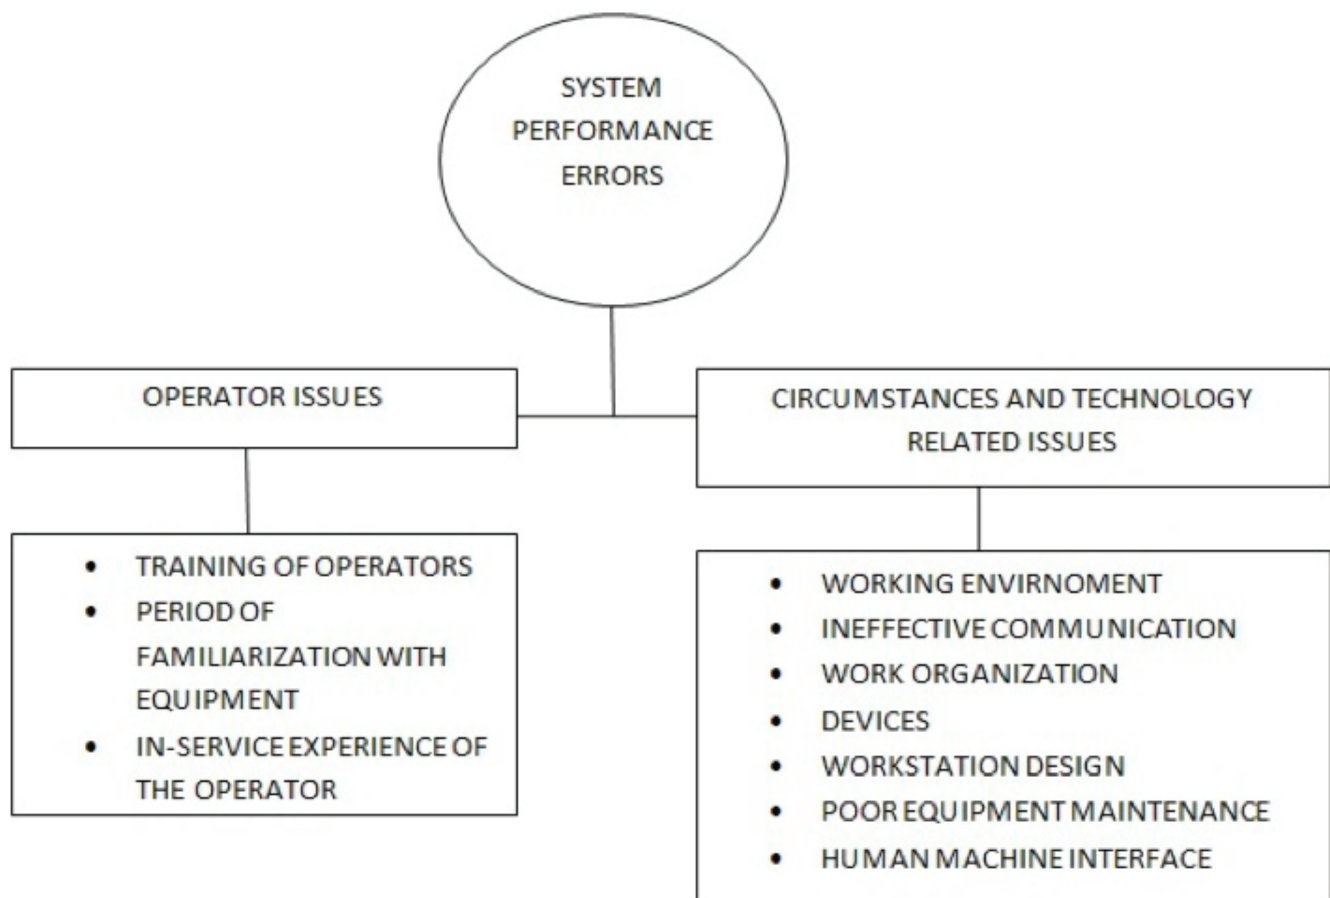 SYSTEM
PERFORMANCE
ERRORS
OPERATOR ISSUES
CIRCUMSTANCES AND TECHNOLOGY
RELATED ISSUES
• TRAINING OF OPERATORS
• PERIOD OF
FAMILIARIZATION WITH
EQUIPMENT
• IN-SERVICE EXPERIENCE OF
THE OPERATOR
• WORKING ENVIRNOMENT
• INEFFECTIVE COMMUNICATION
• WORK ORGANIZATION
• DEVICES
• WORKSTATION DESIGN
• POOR EQUIPMENT MAINTENANCE
• HUMAN MACHINE INTERFACE